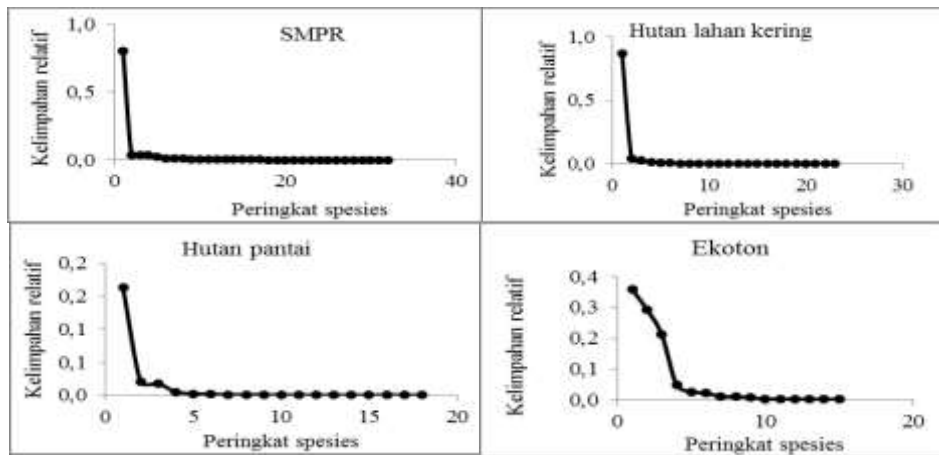 SMPR
Kelimpahan relatif
1,0
0,5
0,0
0
20
40
Peringkat spesies
Hutan lahan kering
Kelimpahan relatif
1,0
0,5
0,0
0
10
20
30
Peringkat spesies
Hutan pantai
Kelimpahan relatif
0,2
0,2
0,1
0,1
0,0
0
5
10
15
20
Peringkat spesies
Ekoton
Kelimpahan relatif
0,4
0,3
0,2
0,1
0,0
0
10
20
Peringkat spesies